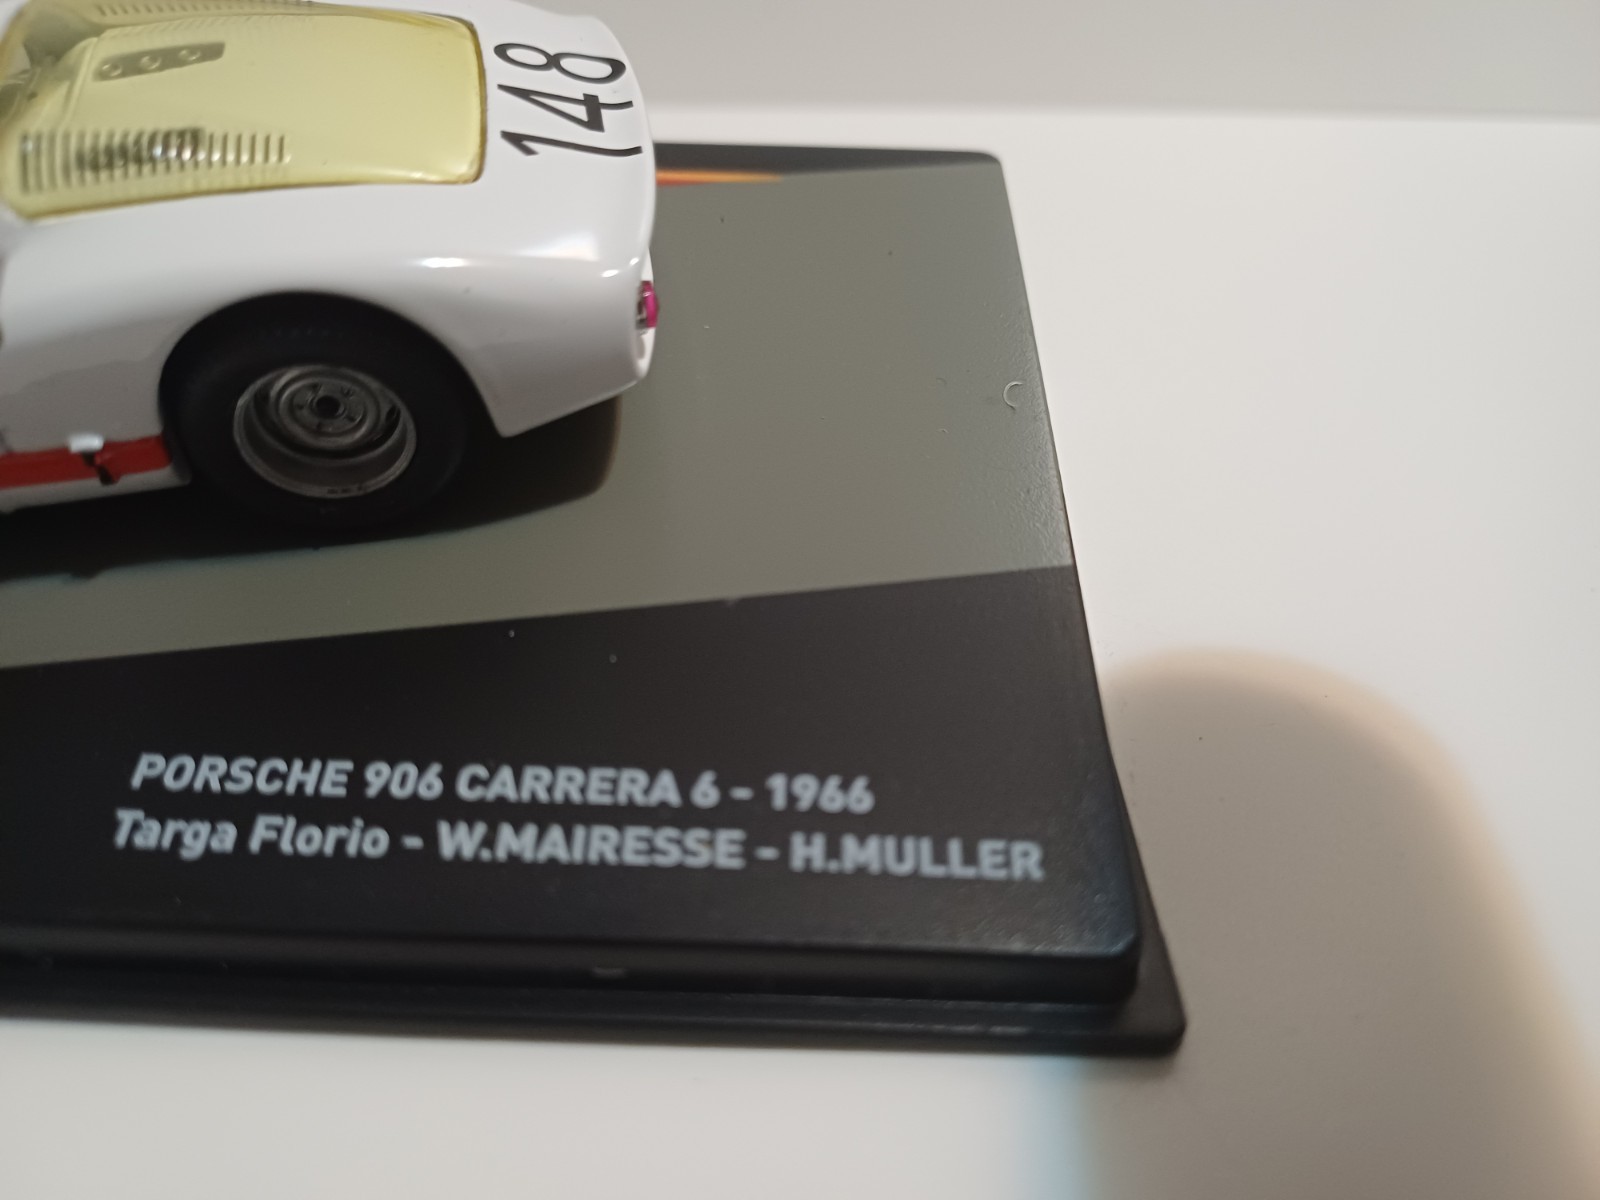 148
PORSCHE 906 CARRERA 6 - 1966
Targa Florio - W.MAIRESSE - H.MULLER